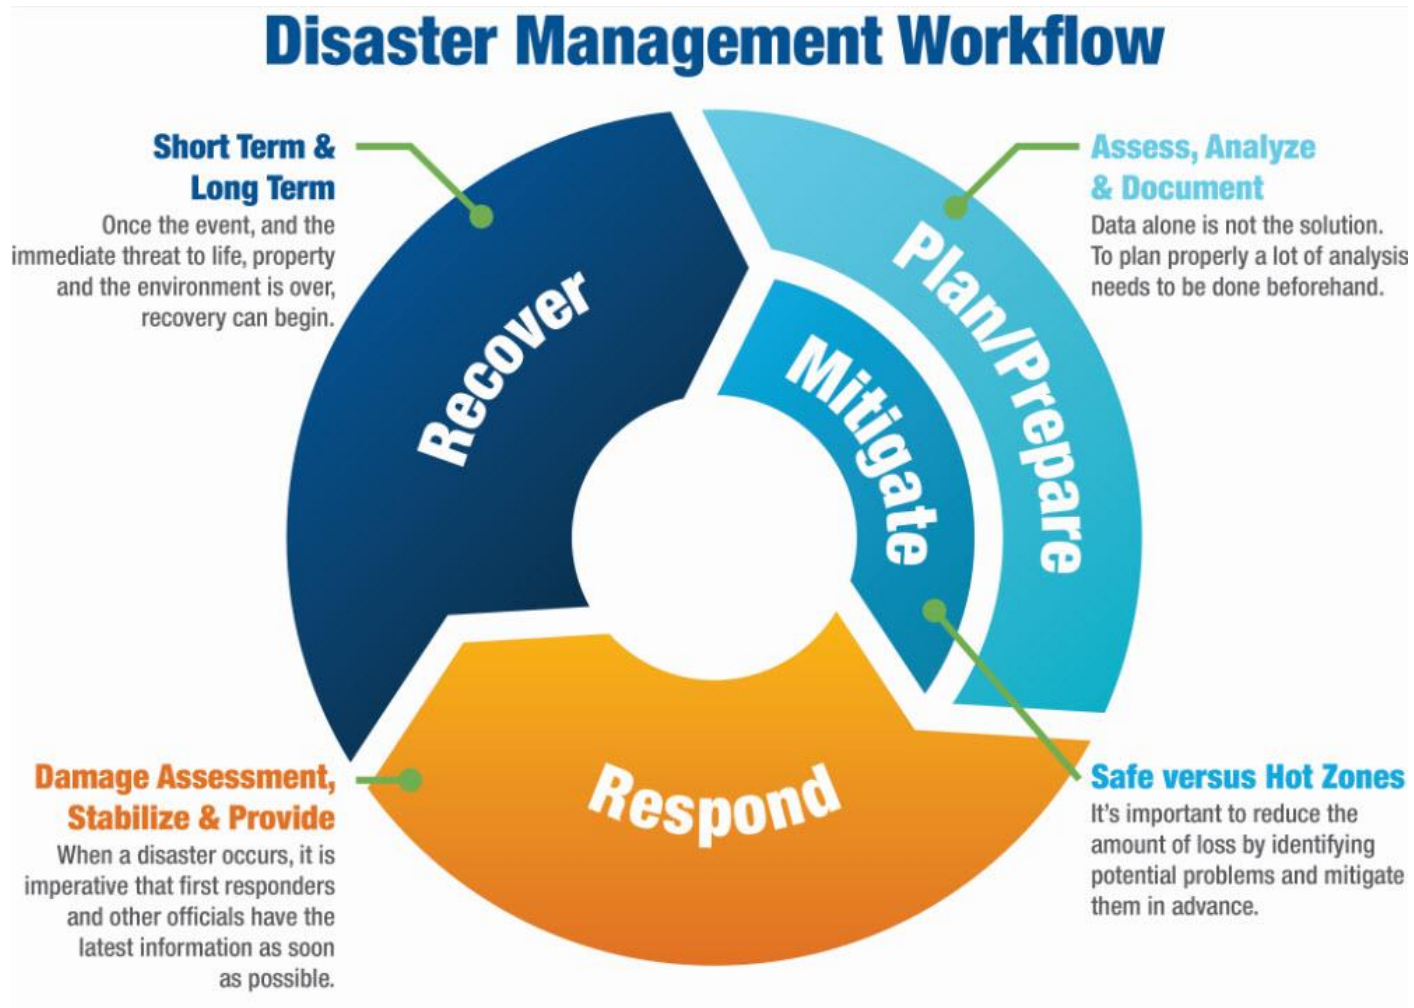 Disaster Management Workflow
Short Term &
Long Term
Once the event, and the
immediate threat to life, property
and the environment is over,
recovery can begin.
Assess, Analyze
& Document
Data alone is not the solution.
To plan properly a lot of analysis
needs to be done beforehand.
Recover
Plan/Prepare
Mitigate
Respond
Damage Assessment,
Stabilize & Provide
When a disaster occurs, it is
imperative that first responders
and other officials have the
latest information as soon
as possible.
Safe versus Hot Zones
It's important to reduce the
amount of loss by identifying
potential problems and mitigate
them in advance.